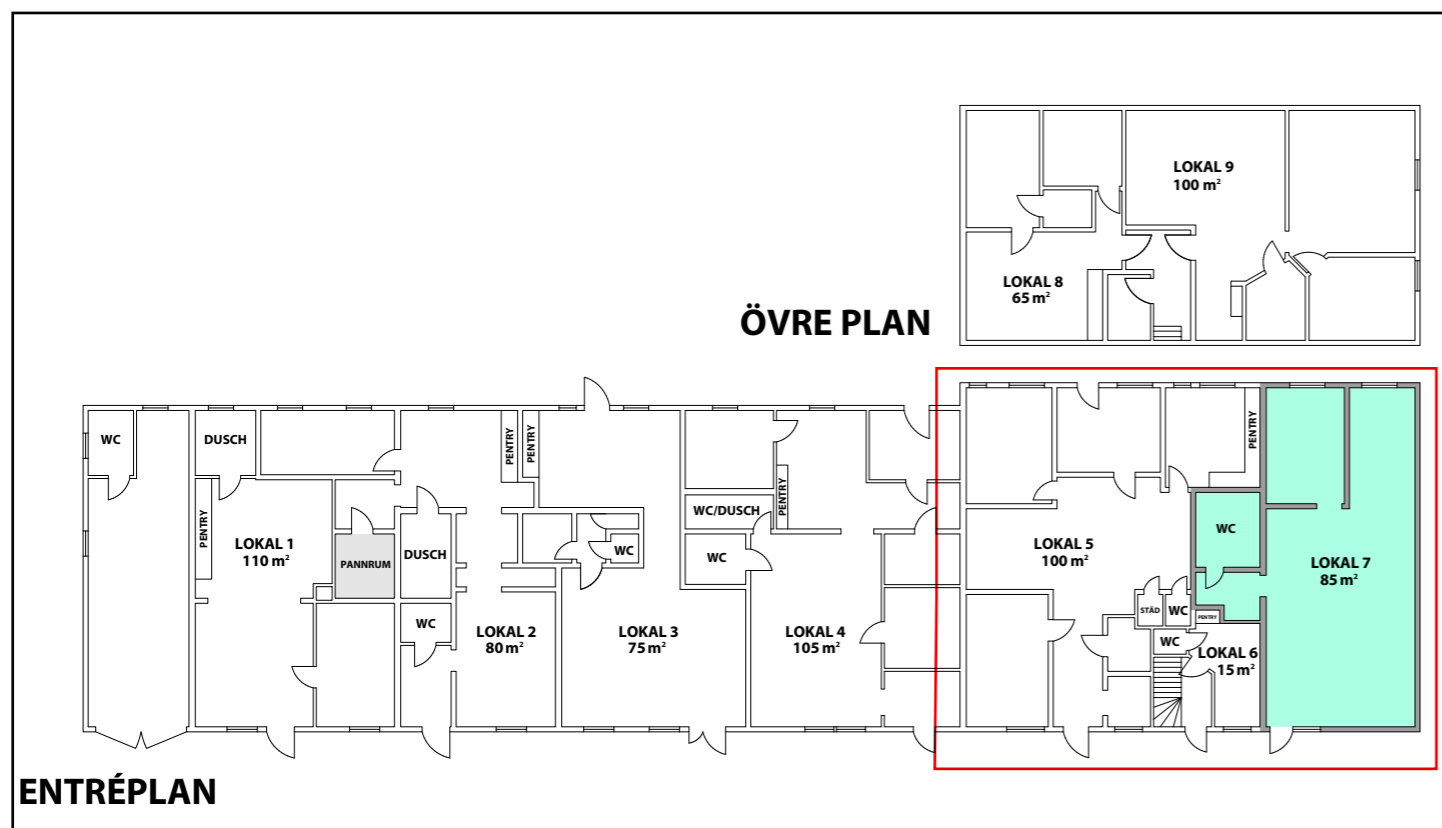 LOKAL 9
100 m²
LOKAL 8
65 m²
ÖVRE PLAN
WC
DUSCH
PENTRY
LOKAL 1
110 m²
PANNRUM
DUSCH
WC
PENTRY
PENTRY
LOKAL 2
80 m²
WC
LOKAL 3
75 m²
WC/DUSCH
WC
PENTRY
LOKAL 4
105 m²
LOKAL 5
100 m²
PENTRY
WC
STÄD
WC
PENTRY
WC
LOKAL 6
15 m²
LOKAL 7
85 m²
ENTRÉPLAN